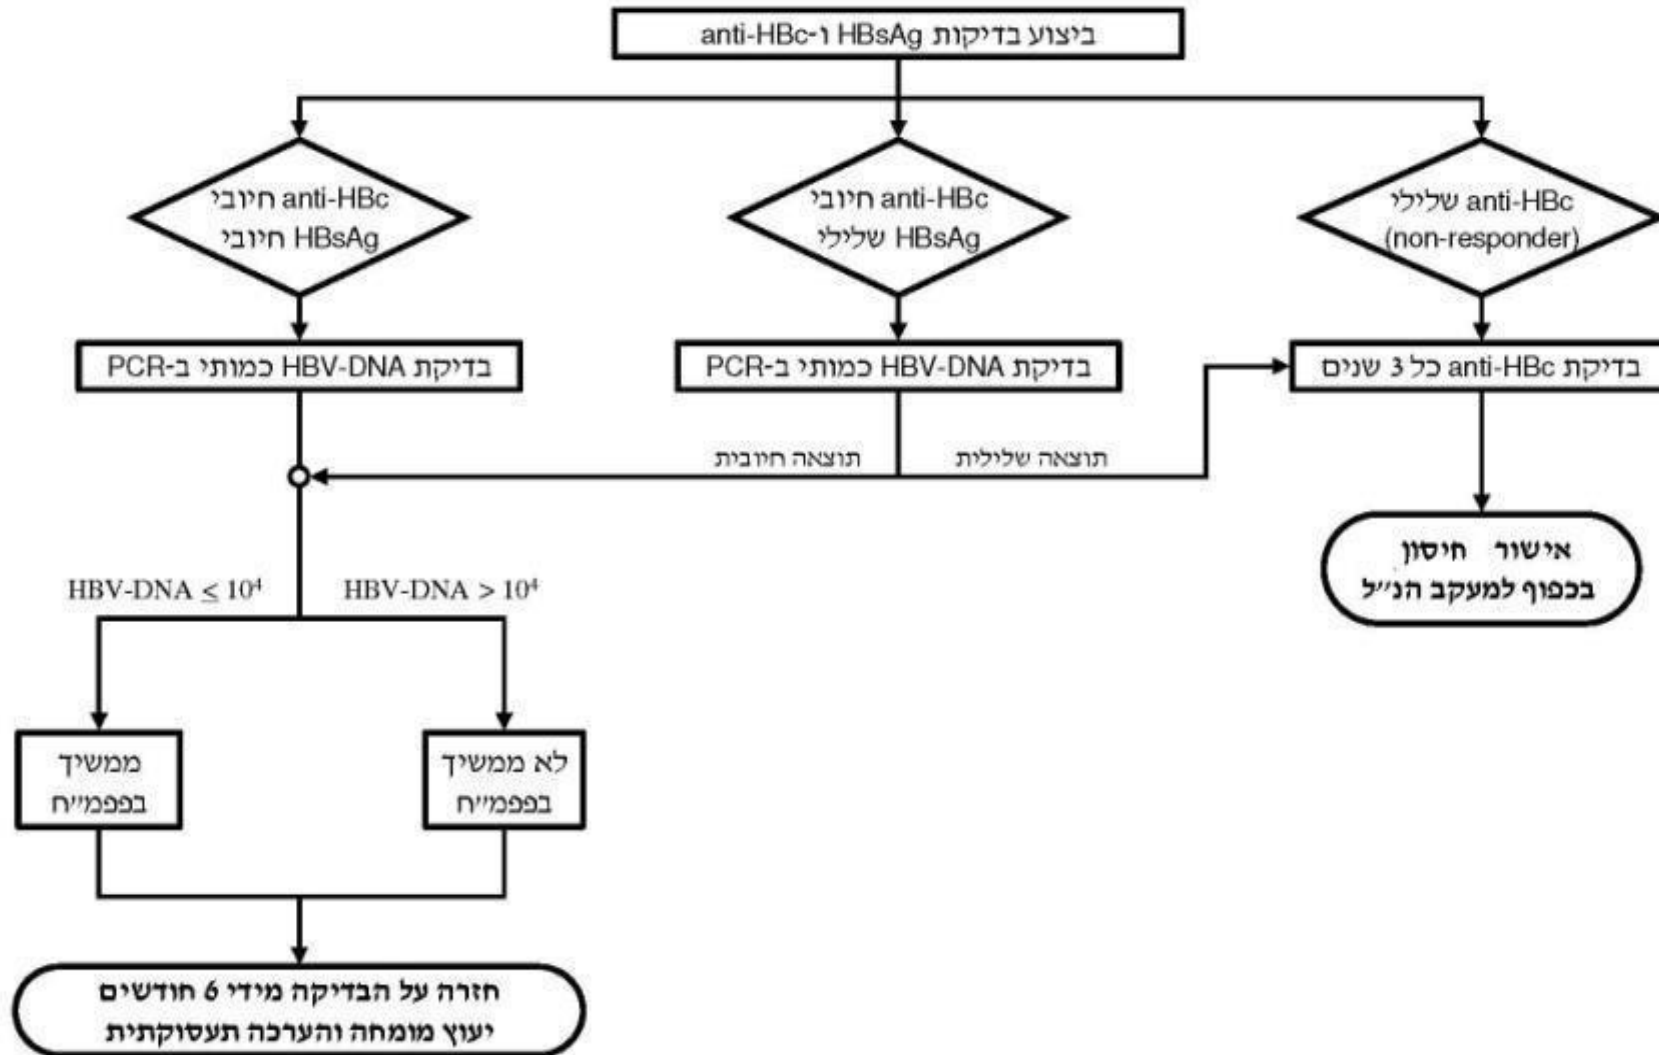 ביצוע בדיקות HBsAg ו-anti-HBc
anti-HBc שלילי
(non-responder)
anti-HBc חיובי
HBsAg שלילי
anti-HBc חיובי
HBsAg חיובי
בדיקת anti-HBc כל 3 שנים
בדיקת HBV-DNA כמותי ב-PCR
בדיקת HBV-DNA כמותי ב-PCR
תוצאה שלילית
תוצאה חיובית
אישור חיסון
בכפוף למעקב הנ״ל
HBV-DNA > 10⁴
HBV-DNA ≤ 10⁴
לא ממשיך
בפפמ״ח
ממשיך
בפפמ״ח
חזרה על הבדיקה מידי 6 חודשים
יעוץ מומחה והערכה תעסוקתית